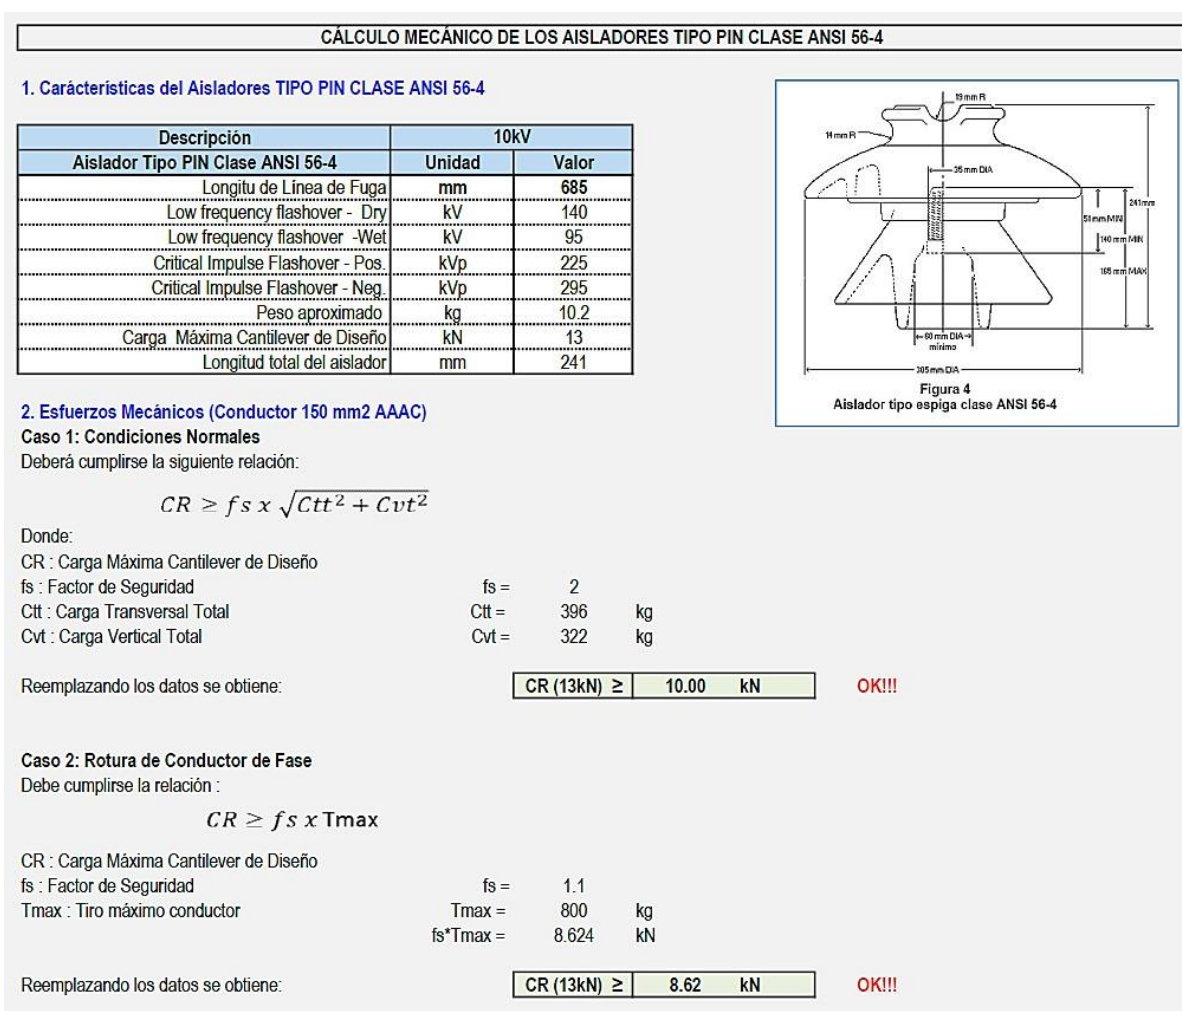 CÁLCULO MECÁNICO DE LOS AISLADORES TIPO PIN CLASE ANSI 56-4
1. Carácterísticas del Aisladores TIPO PIN CLASE ANSI 56-4
Descripción 10kV
Aislador Tipo PIN Clase ANSI 56-4 Unidad Valor
Longitu de Línea de Fuga mm 685
Low frequency flashover - Dry kV 140
Low frequency flashover -Wet kV 95
Critical Impulse Flashover - Pos. kVp 225
Critical Impulse Flashover - Neg. kVp 295
Peso aproximado kg 10.2
Carga Máxima Cantilever de Diseño kN 13
Longitud total del aislador mm 241
19 mm R
14 mm R
35 mm DIA
241mm
51 mm MIN
140 mm MIN
165 mm MAX
60 mm DIA
mínimo
305 mm DIA
Figura 4
Aislador tipo espiga clase ANSI 56-4
2. Esfuerzos Mecánicos (Conductor 150 mm2 AAAC)
Caso 1: Condiciones Normales
Deberá cumplirse la siguiente relación:
CR ≥ fs x √Ctt² + Cvt²
Donde:
CR : Carga Máxima Cantilever de Diseño
fs : Factor de Seguridad fs = 2
Ctt : Carga Transversal Total Ctt = 396 kg
Cvt : Carga Vertical Total Cvt = 322 kg
Reemplazando los datos se obtiene: CR (13kN) ≥ 10.00 kN OK!!!
Caso 2: Rotura de Conductor de Fase
Debe cumplirse la relación :
CR ≥ fs x Tmax
CR : Carga Máxima Cantilever de Diseño
fs : Factor de Seguridad fs = 1.1
Tmax : Tiro máximo conductor Tmax = 800 kg
fs*Tmax = 8.624 kN
Reemplazando los datos se obtiene: CR (13kN) ≥ 8.62 kN OK!!!